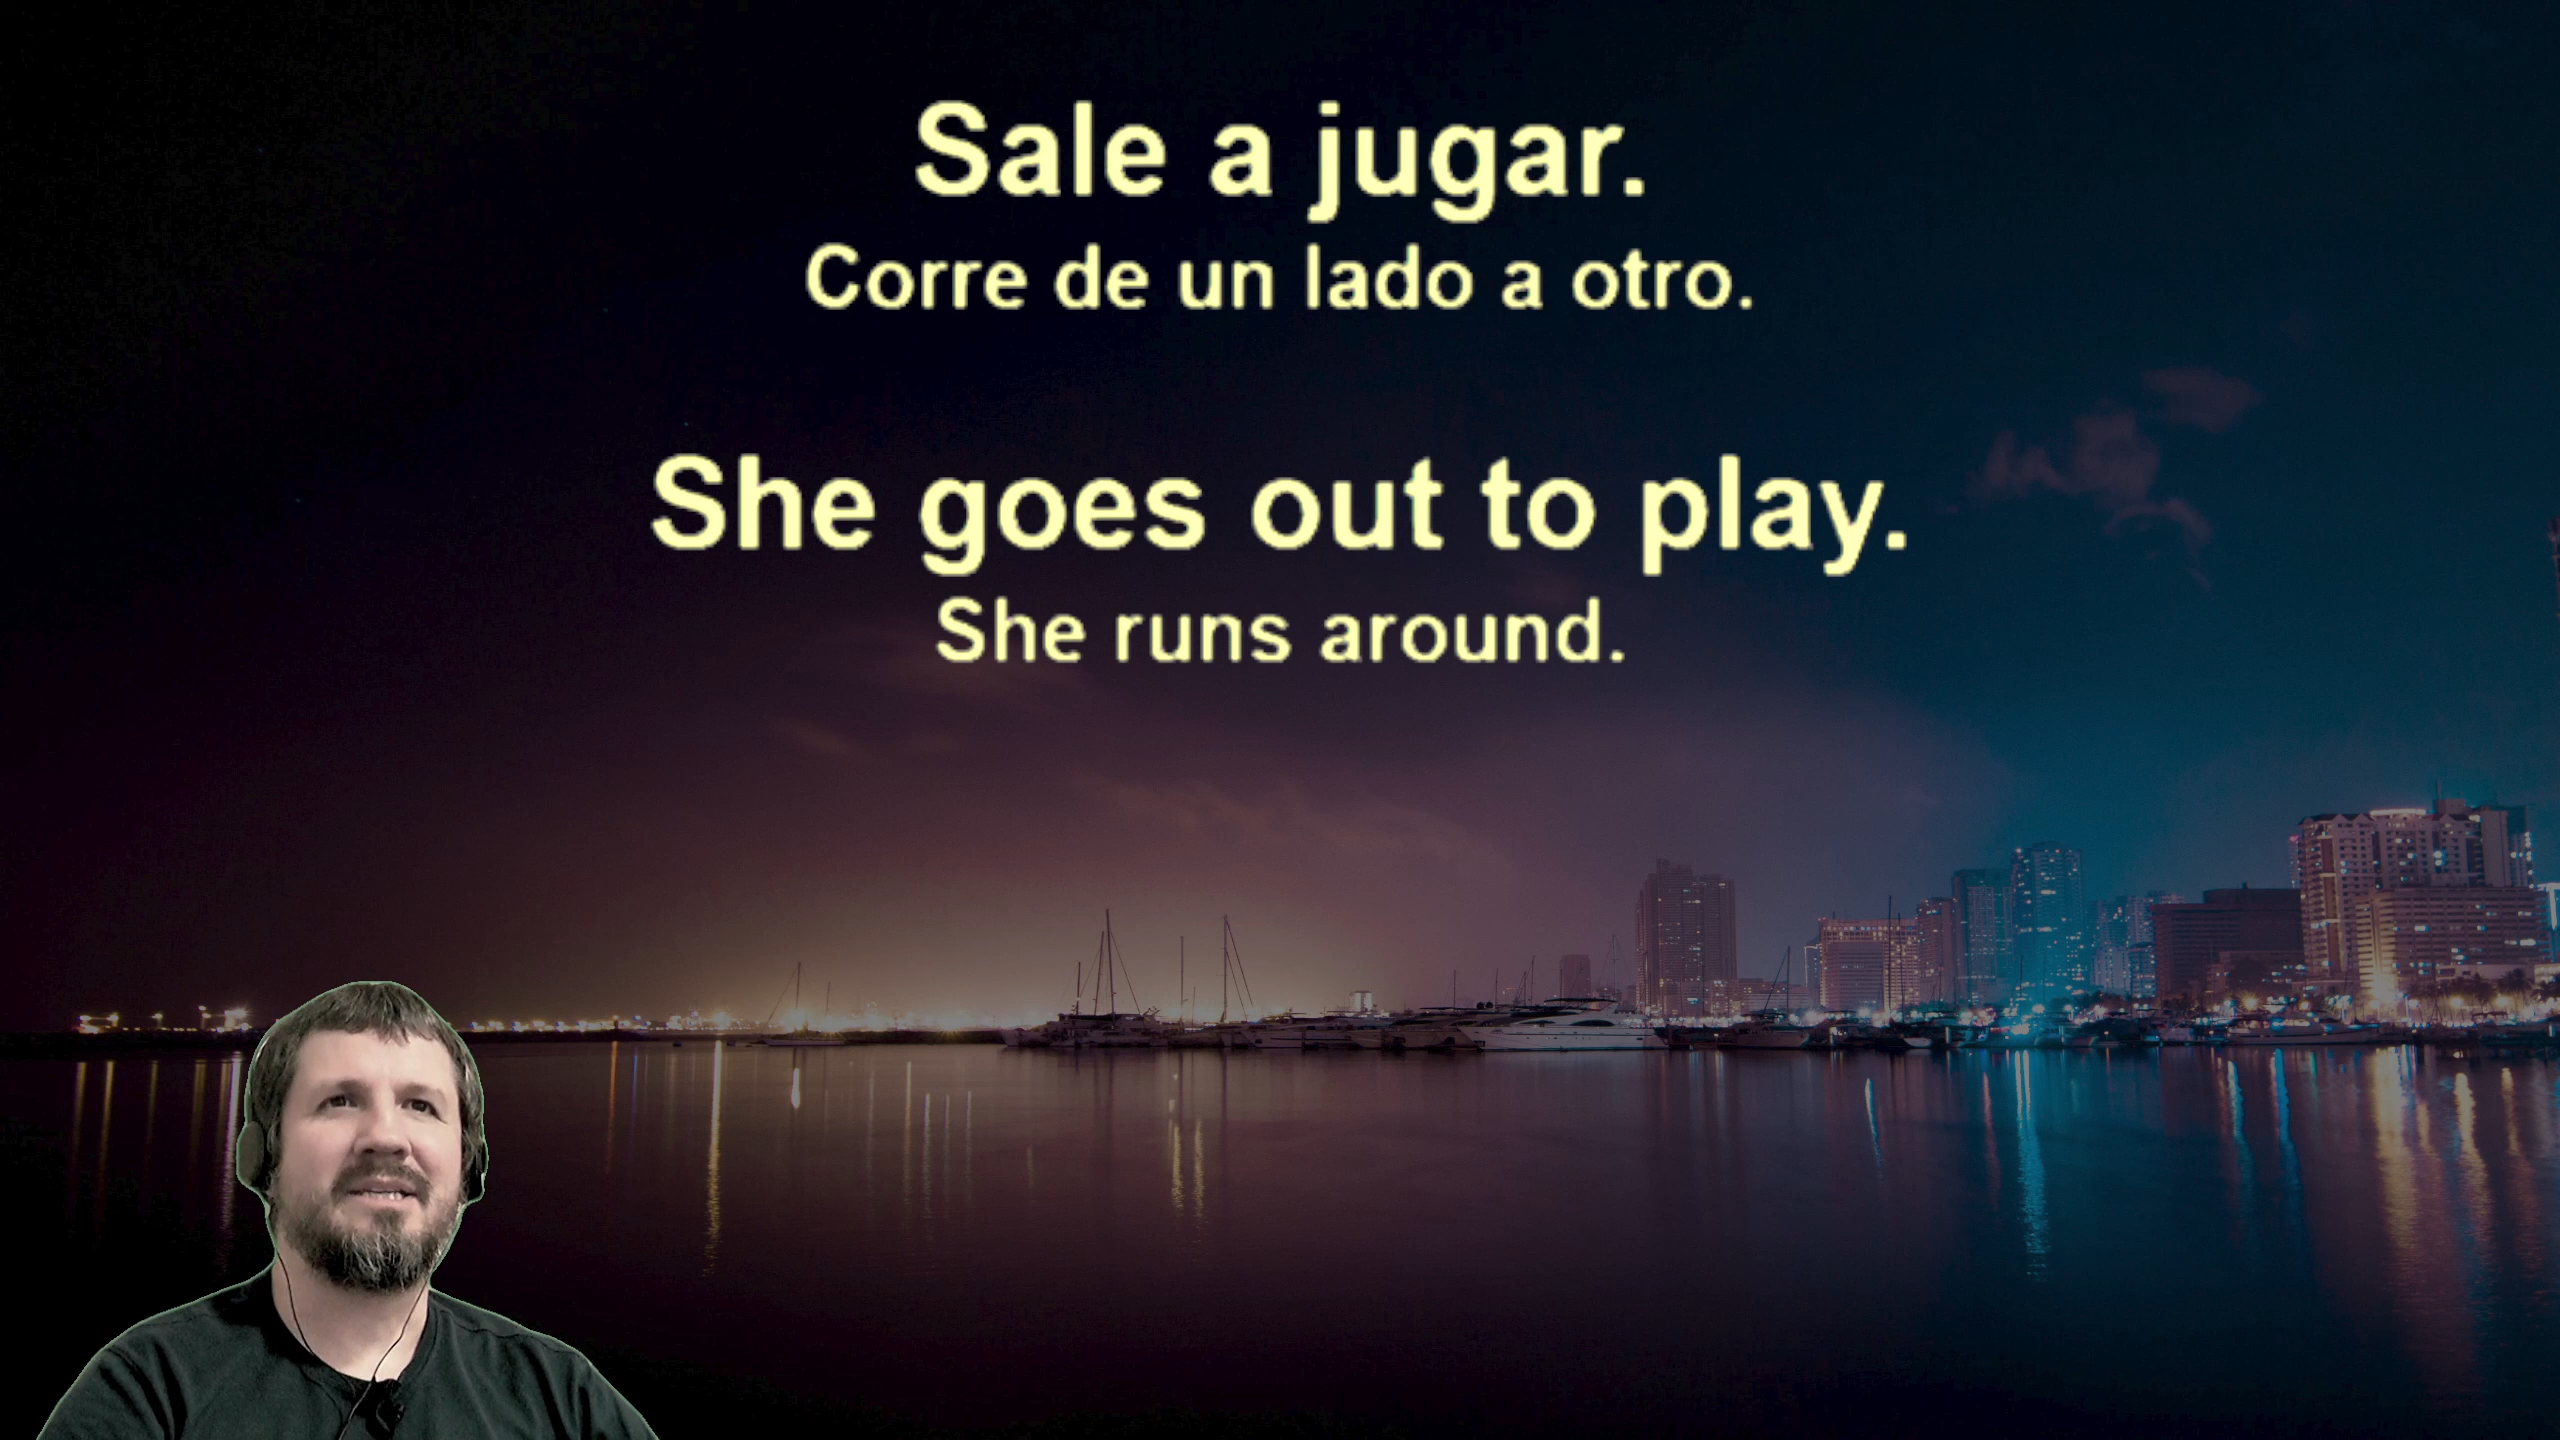 Sale a jugar.
Corre de un lado a otro.
She goes out to play.
She runs around.